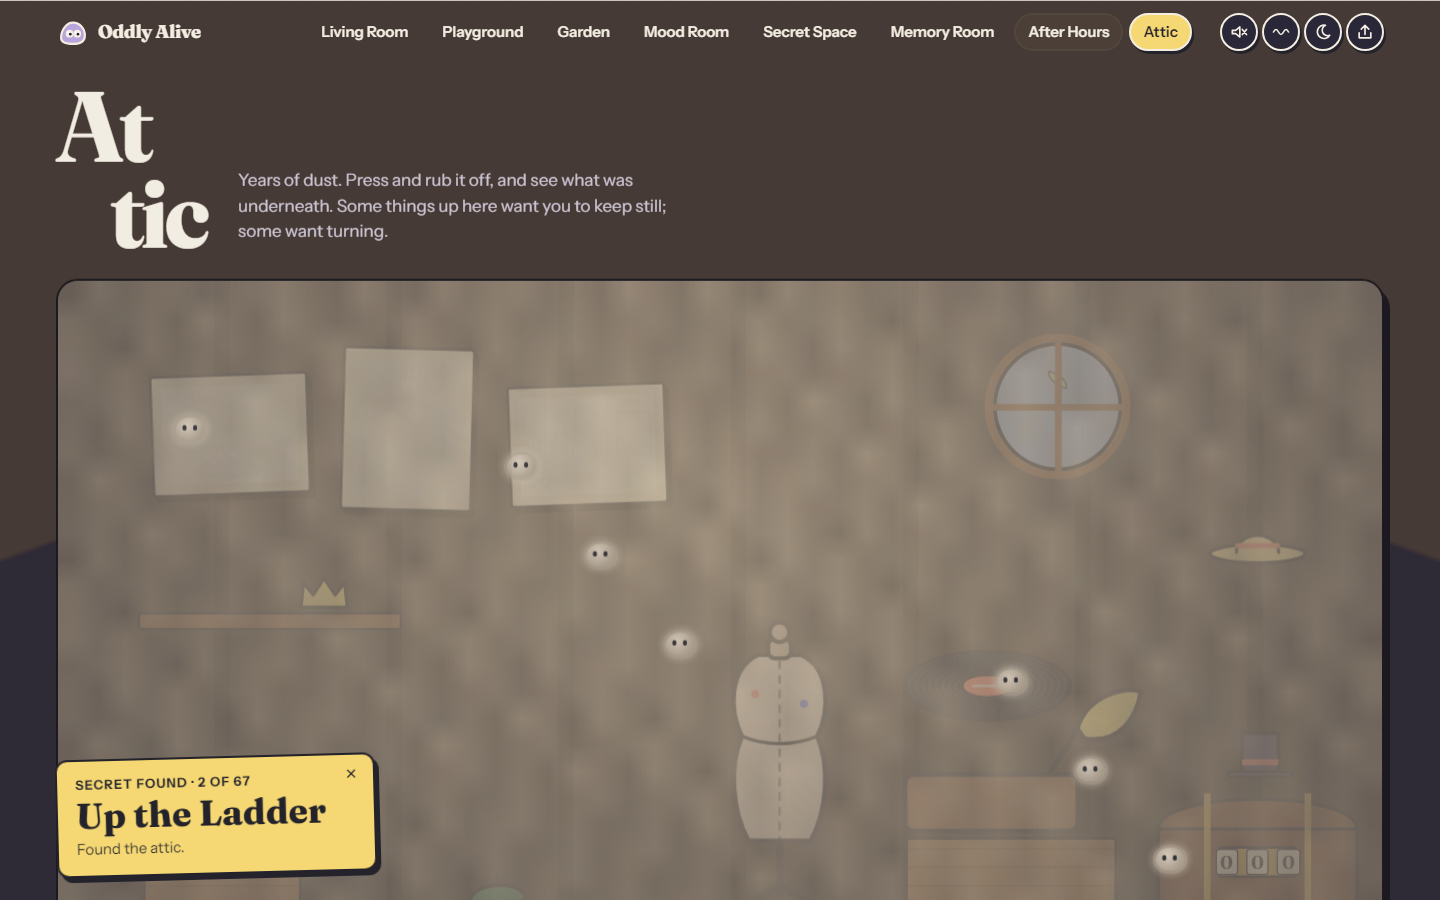 Oddly Alive
Living Room
Playground
Garden
Mood Room
Secret Space
Memory Room
After Hours
Attic
At
tic
Years of dust. Press and rub it off, and see what was
underneath. Some things up here want you to keep still;
some want turning.
0 0 0
SECRET FOUND · 2 OF 67
Up the Ladder
Found the attic.